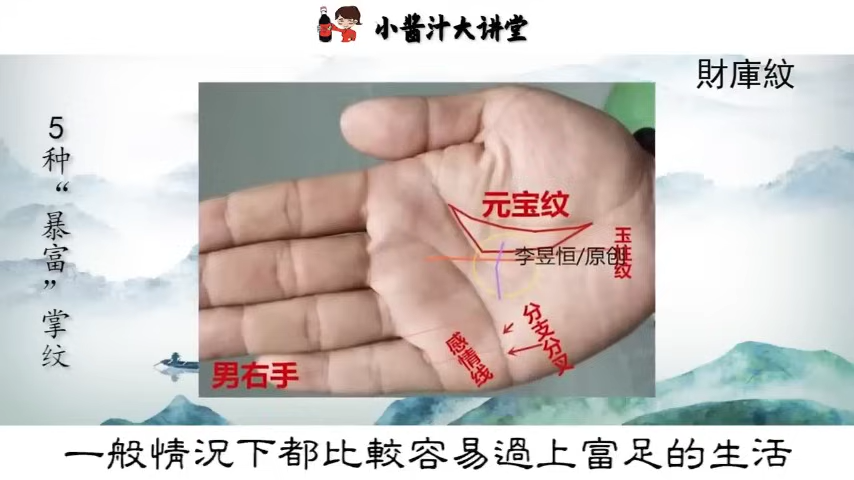 小酱汁大讲堂
財庫紋
5种“暴富”掌纹
元宝纹
玉柱纹
李昱恒/原创
分支分叉
感情线
男右手
一般情況下都比較容易過上富足的生活